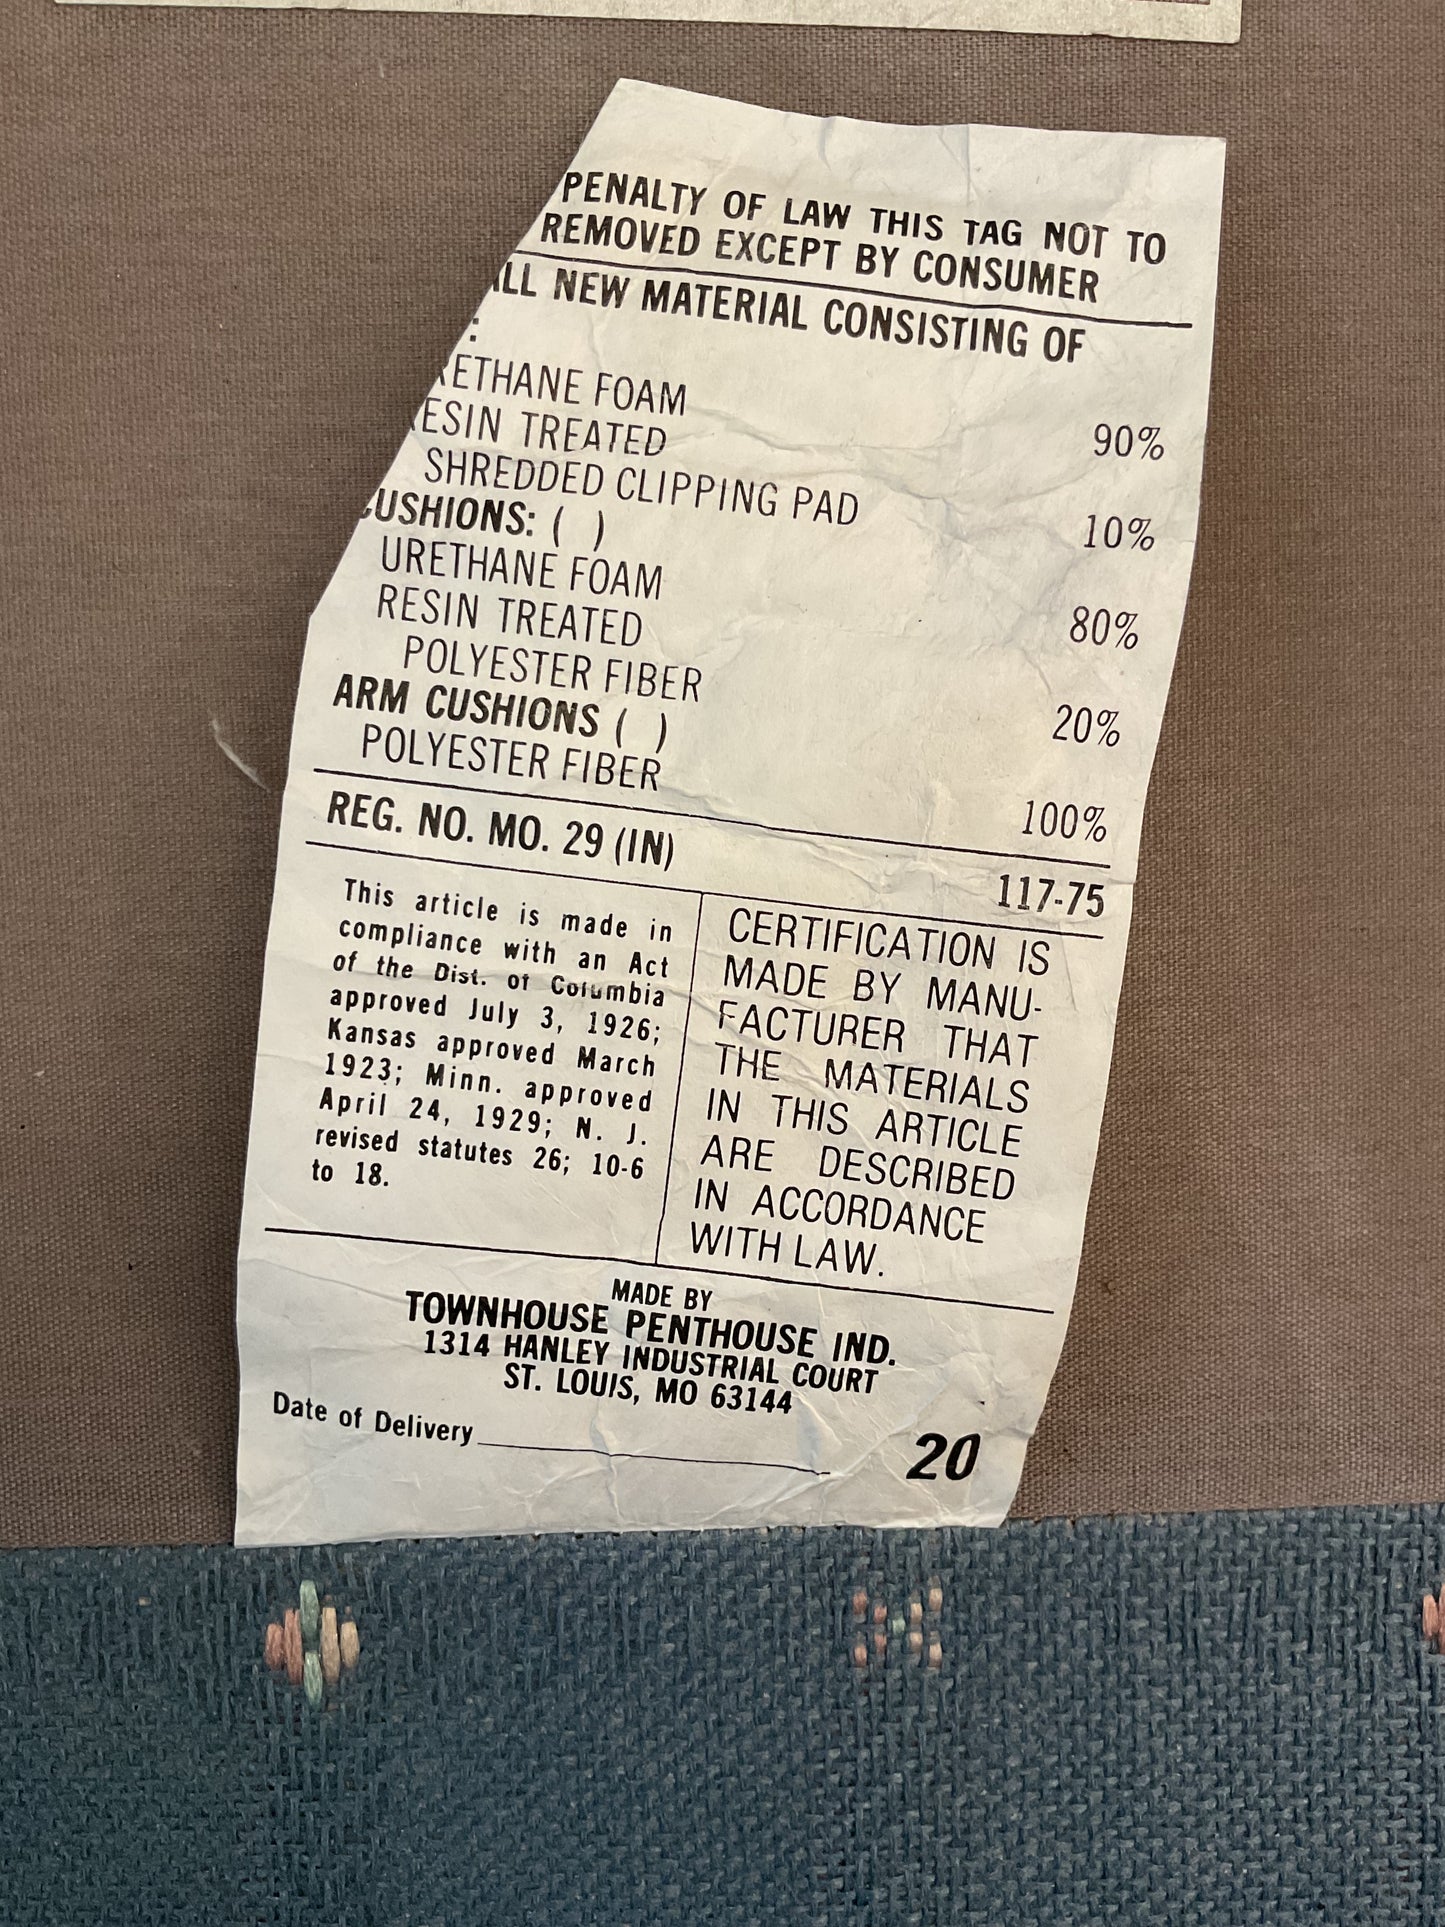 PENALTY OF LAW THIS TAG NOT TO
REMOVED EXCEPT BY CONSUMER
ALL NEW MATERIAL CONSISTING OF
:
RETHANE FOAM 90%
RESIN TREATED
SHREDDED CLIPPING PAD 10%
CUSHIONS: ( )
URETHANE FOAM 80%
RESIN TREATED
POLYESTER FIBER 20%
ARM CUSHIONS ( )
POLYESTER FIBER 100%
REG. NO. MO. 29 (IN) 117-75
This article is made in
compliance with an Act
of the Dist. of Columbia
approved July 3, 1926;
Kansas approved March
1923; Minn. approved
April 24, 1929; N. J.
revised statutes 26; 10-6
to 18.
CERTIFICATION IS
MADE BY MANU-
FACTURER THAT
THE MATERIALS
IN THIS ARTICLE
ARE DESCRIBED
IN ACCORDANCE
WITH LAW.
MADE BY
TOWNHOUSE PENTHOUSE IND.
1314 HANLEY INDUSTRIAL COURT
ST. LOUIS, MO 63144
Date of Delivery
20